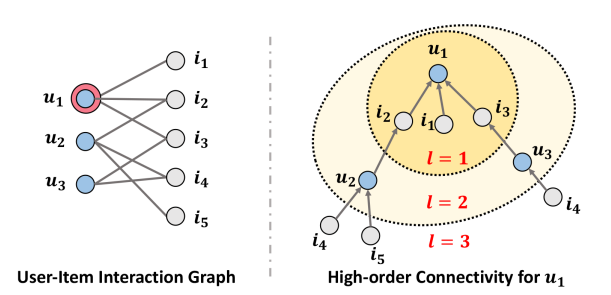 u₁
u₂
u₃
i₁
i₂
i₃
i₄
i₅
User-Item Interaction Graph
u₁
i₂
i₁
i₃
l = 1
u₃
u₂
l = 2
i₄
i₄
i₅
l = 3
High-order Connectivity for u₁